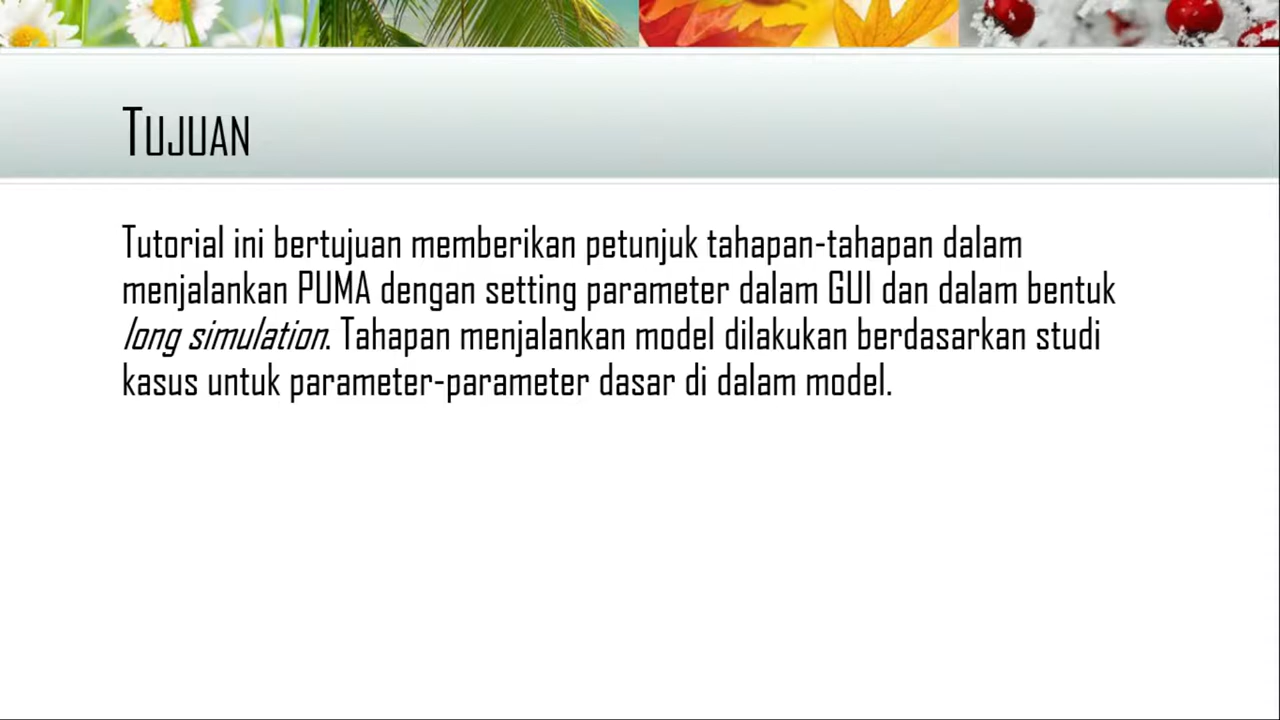 TUJUAN
Tutorial ini bertujuan memberikan petunjuk tahapan-tahapan dalam
menjalankan PUMA dengan setting parameter dalam GUI dan dalam bentuk
long simulation. Tahapan menjalankan model dilakukan berdasarkan studi
kasus untuk parameter-parameter dasar di dalam model.